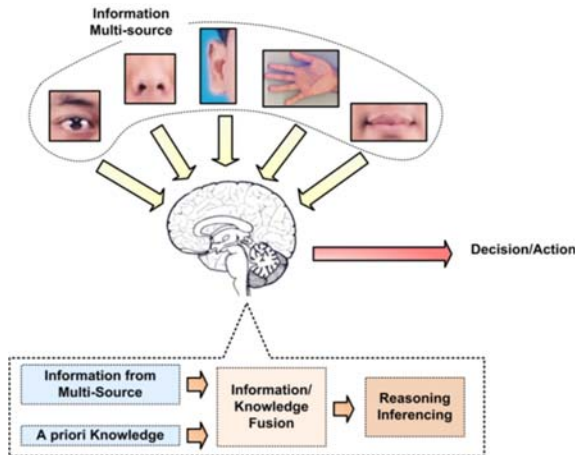 Information
Multi-source
Decision/Action
Information from
Multi-Source
A priori Knowledge
Information/
Knowledge
Fusion
Reasoning
Inferencing